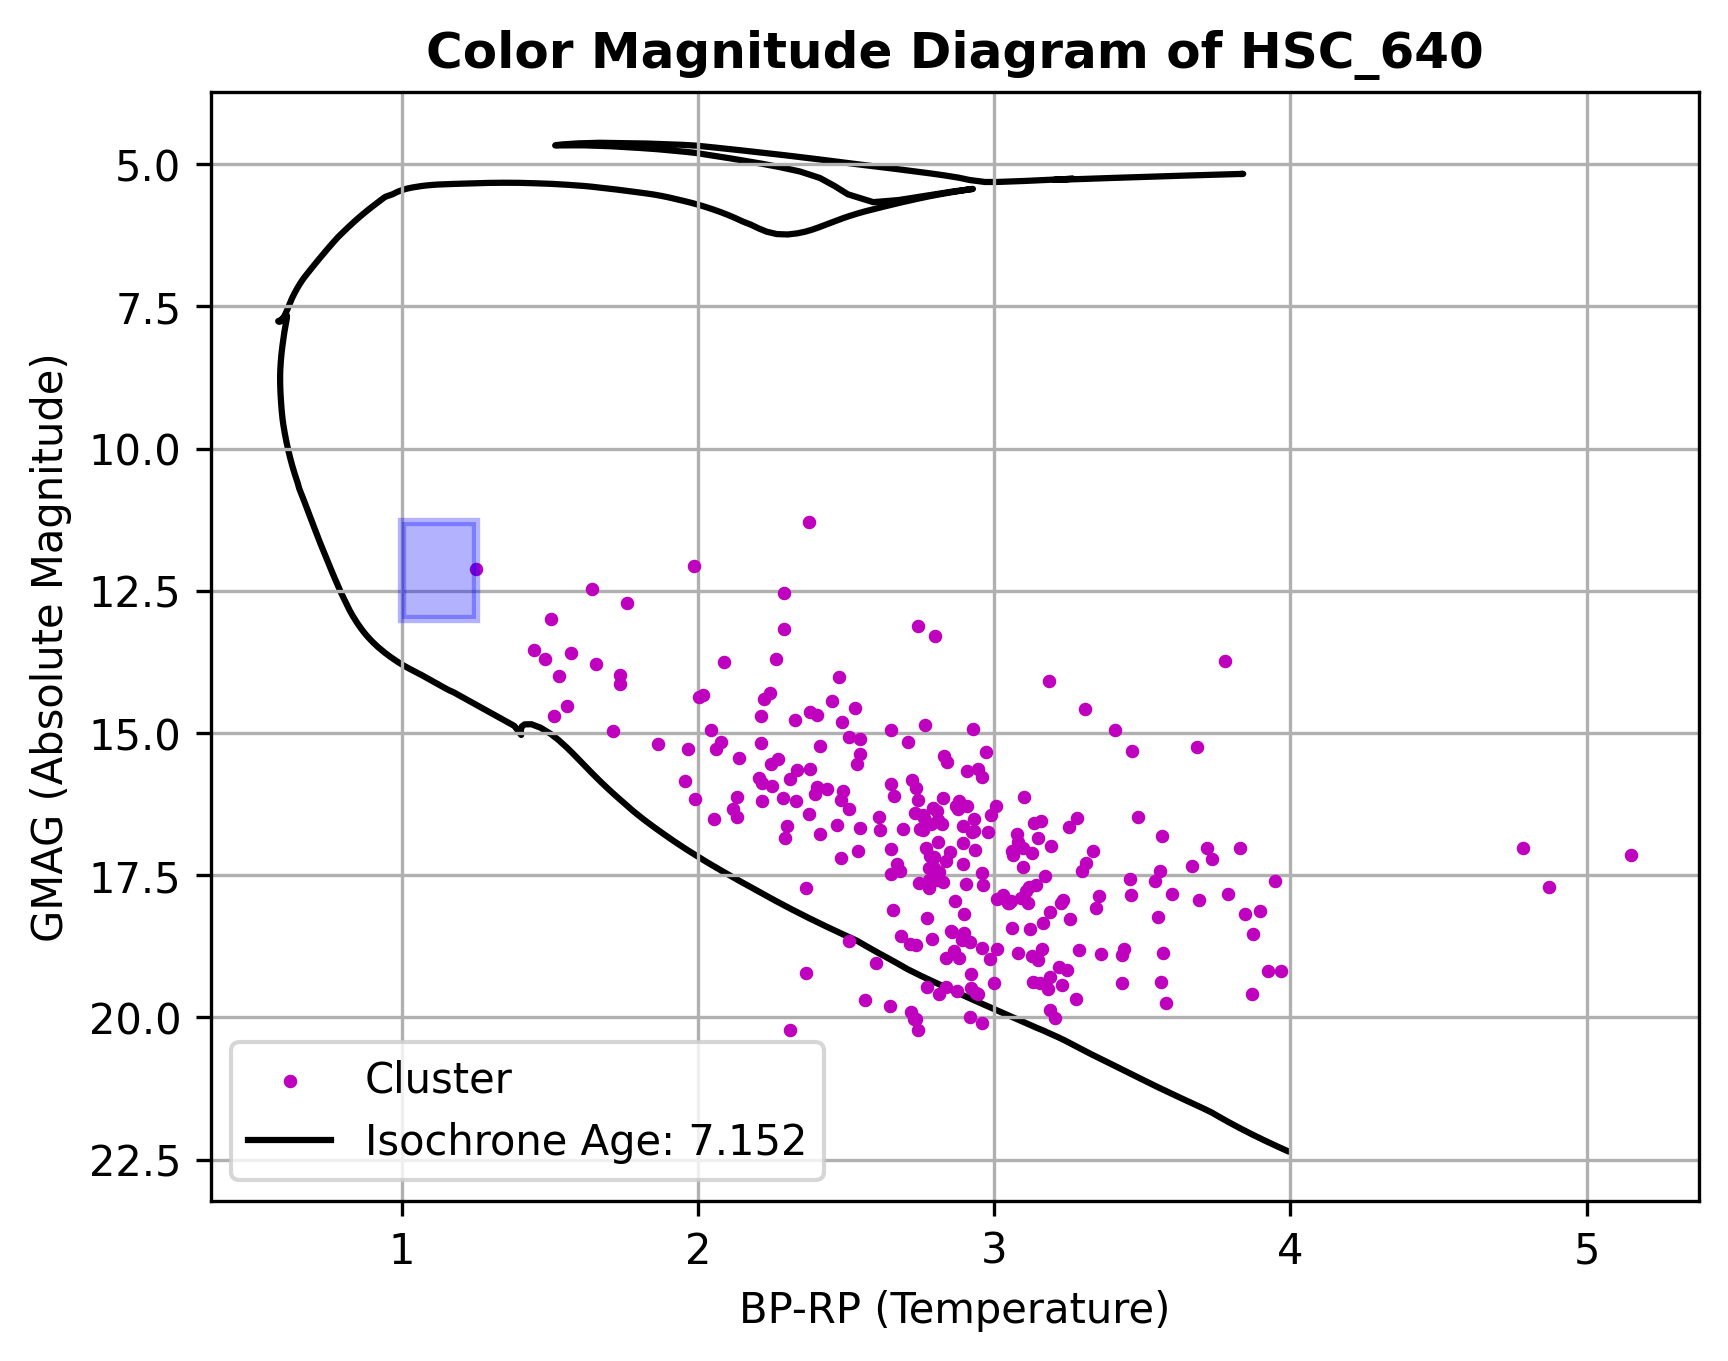 Color Magnitude Diagram of HSC_640
GMAG (Absolute Magnitude)
5.0
7.5
10.0
12.5
15.0
17.5
20.0
22.5
Cluster
Isochrone Age: 7.152
1
2
3
4
5
BP-RP (Temperature)